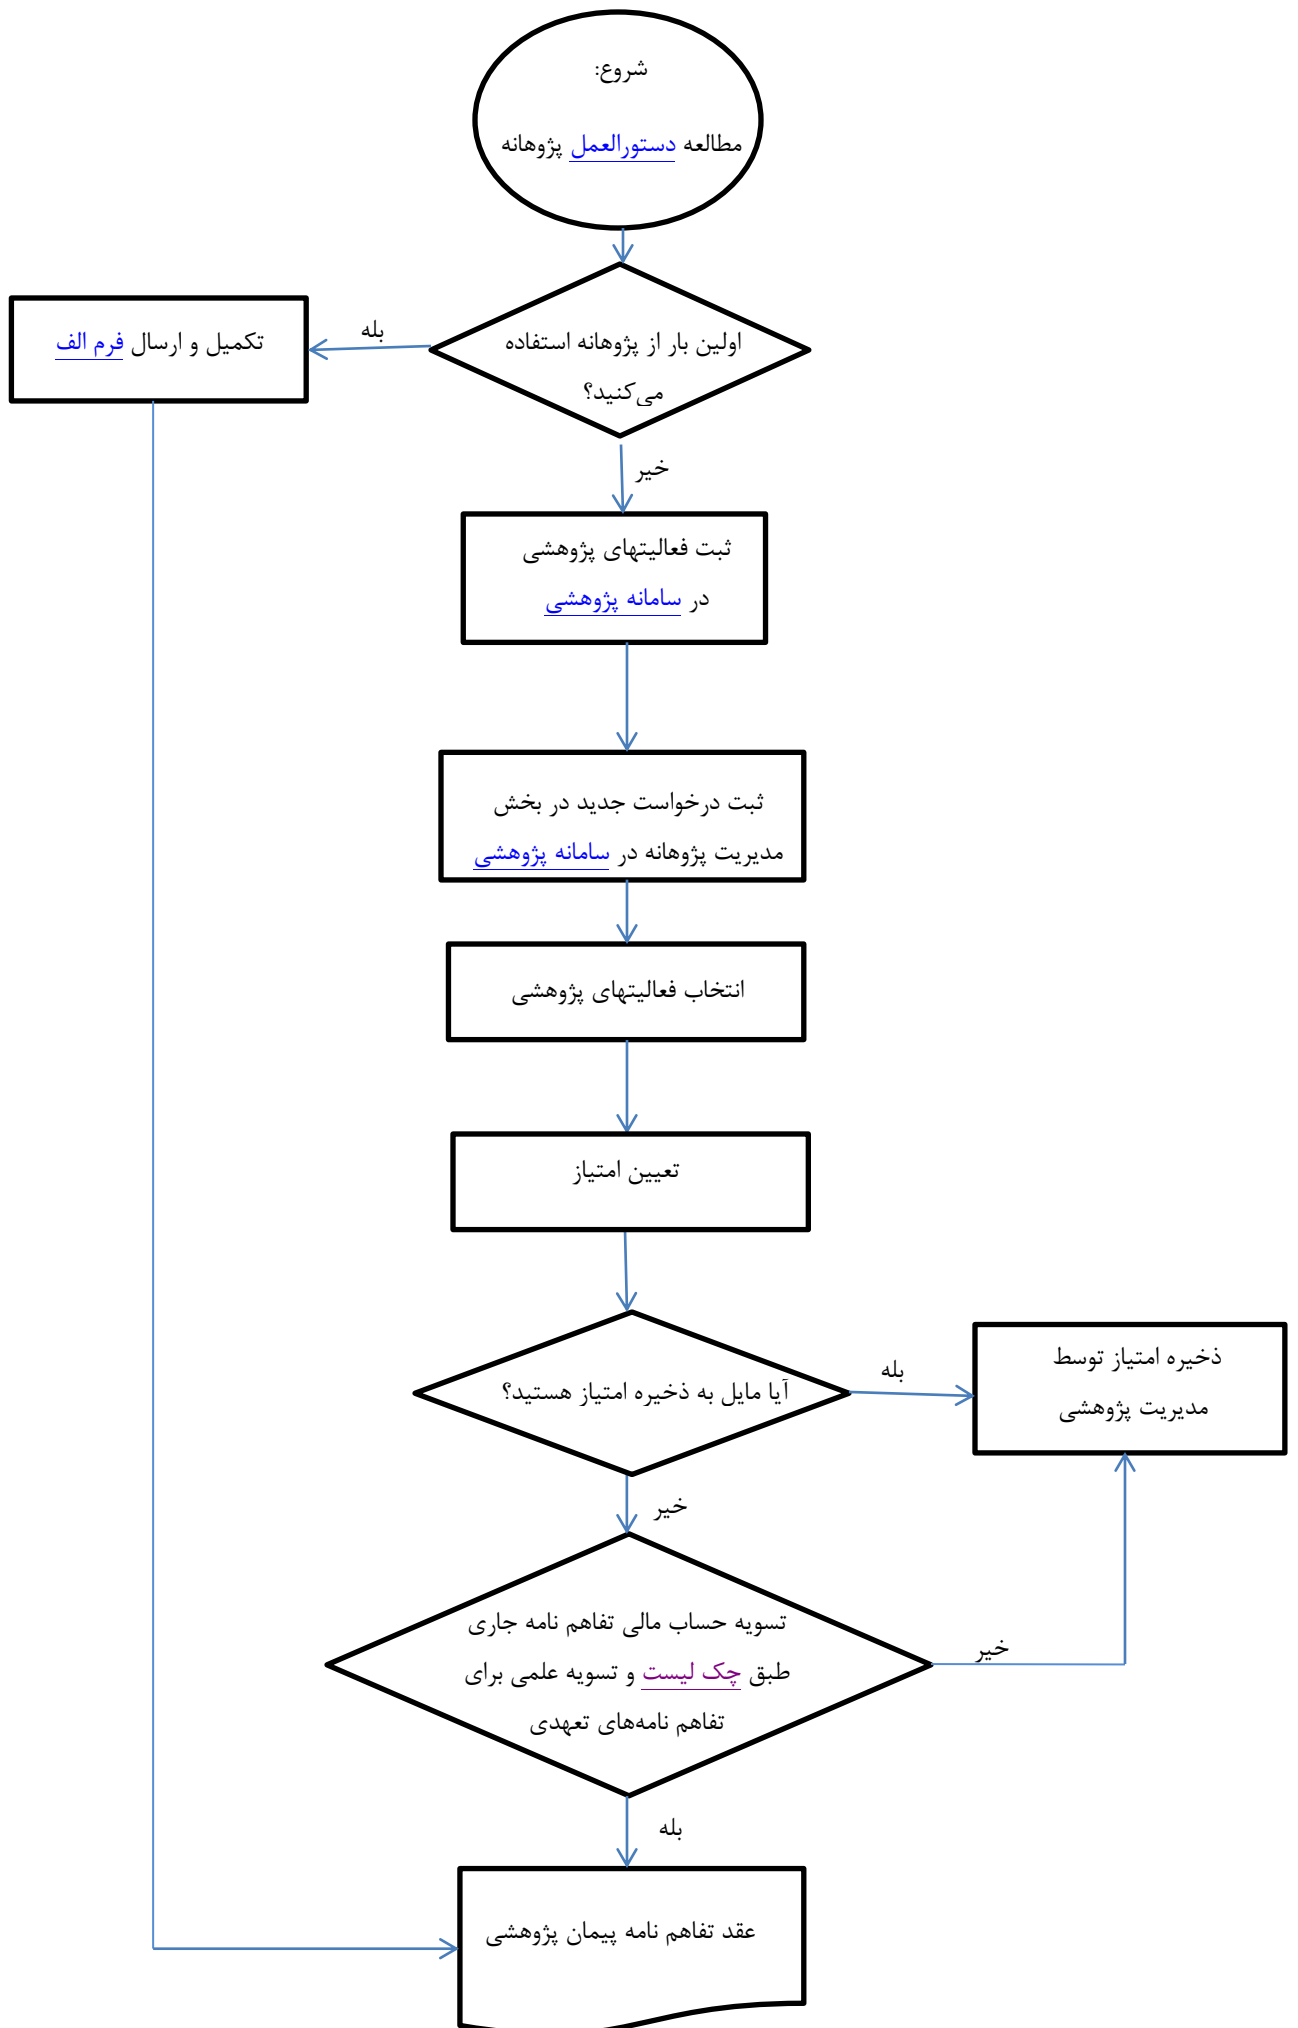 شروع:
مطالعه دستورالعمل پژوهانه
اولین بار از پژوهانه استفاده
می‌کنید؟
بله
تکمیل و ارسال فرم الف
خیر
ثبت فعالیتهای پژوهشی
در سامانه پژوهشی
ثبت درخواست جدید در بخش
مدیریت پژوهانه در سامانه پژوهشی
انتخاب فعالیتهای پژوهشی
تعیین امتیاز
آیا مایل به ذخیره امتیاز هستید؟
بله
ذخیره امتیاز توسط
مدیریت پژوهشی
خیر
تسویه حساب مالی تفاهم نامه جاری
طبق چک لیست و تسویه علمی برای
تفاهم نامه‌های تعهدی
خیر
بله
عقد تفاهم نامه پیمان پژوهشی